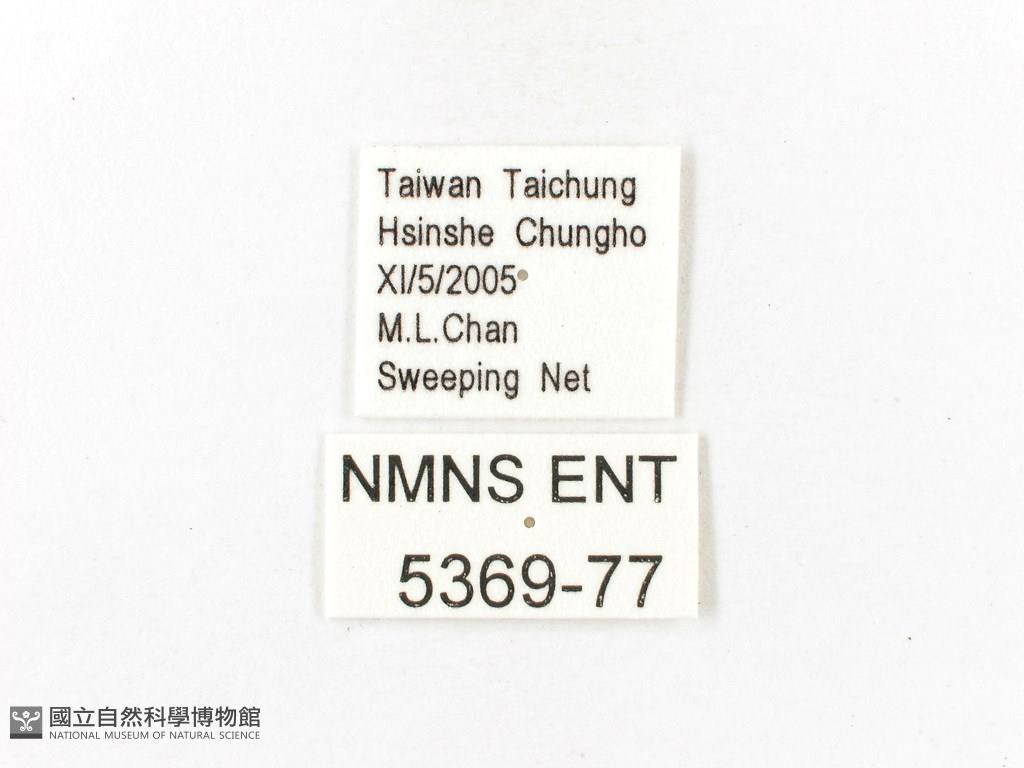 Taiwan Taichung
Hsinshe Chungho
XI/5/2005
M.L.Chan
Sweeping Net
NMNS ENT
5369-77
國立自然科學博物館
NATIONAL MUSEUM OF NATURAL SCIENCE